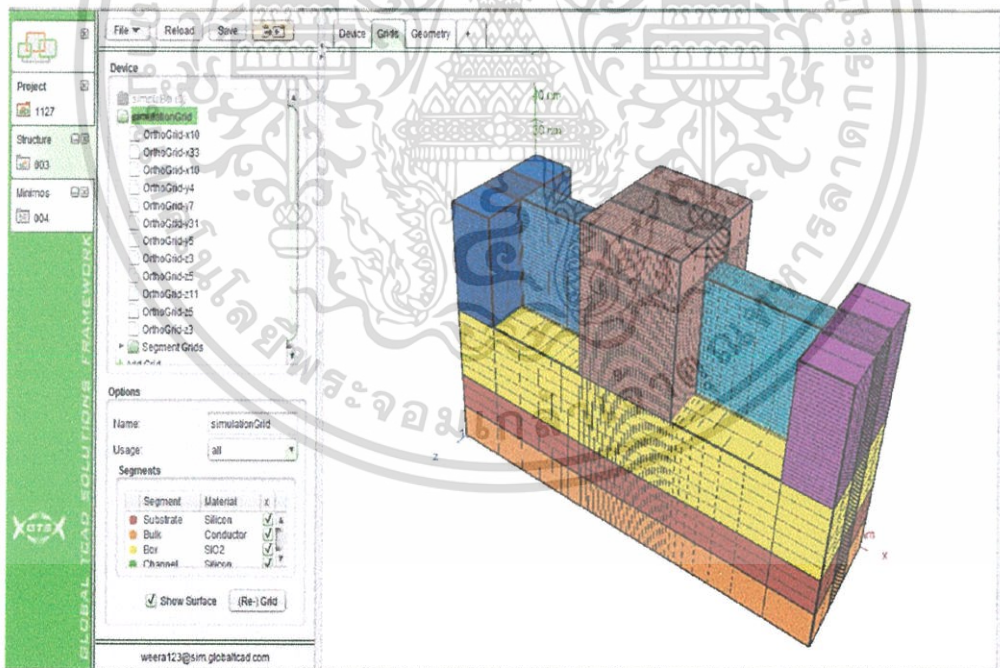 File
Reload
Save
Device
Grids
Geometry
+
Project
1127
Structure
003
Minimos
004
GLOBAL TCAD SOLUTIONS FRAMEWORK
GTS
Device
simulationGrid
OrthoGrid-x10
OrthoGrid-x33
OrthoGrid-x10
OrthoGrid-y4
OrthoGrid-y7
OrthoGrid-y31
OrthoGrid-y5
OrthoGrid-z3
OrthoGrid-z5
OrthoGrid-z11
OrthoGrid-z5
OrthoGrid-z3
Segment Grids
Add Grid
Options
Name: simulationGrid
Usage: all
Segments
Segment Material x
Substrate Silicon
Bulk Conductor
Box SiO2
Channel Silicon
Show Surface
(Re-) Grid
weera123@sim.globaltcad.com
30 nm
z
x